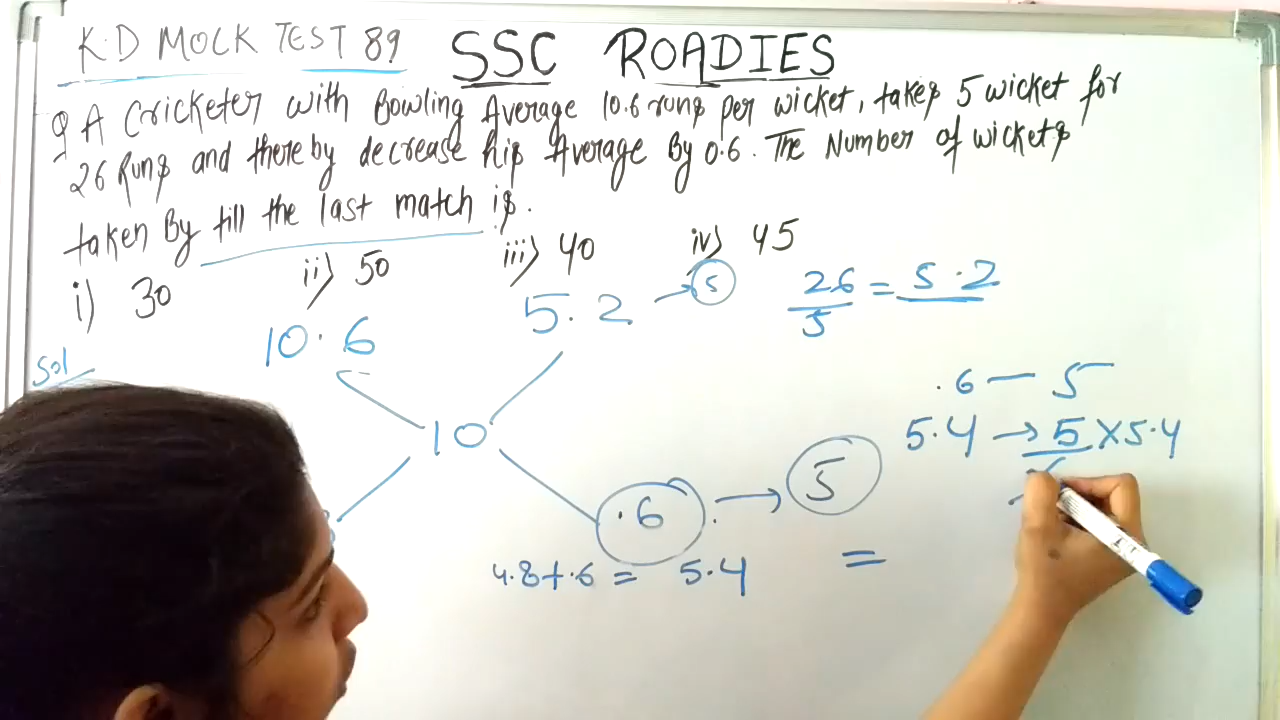 K.D MOCK TEST 89 SSC ROADIES
Q A Cricketer with Bowling Average 10.6 runs per wicket, takes 5 wicket for
26 Runs and thereby decrease his Average By 0.6. The Number of wickets
taken By till the last match is.
i) 30 ii) 50 iii) 40 iv) 45
Sol
10.6 5.2 → 5 26/5 = 5.2
10
.6 → 5
4.8+.6 = 5.4 =
.6 — 5
5.4 → 5 × 5.4